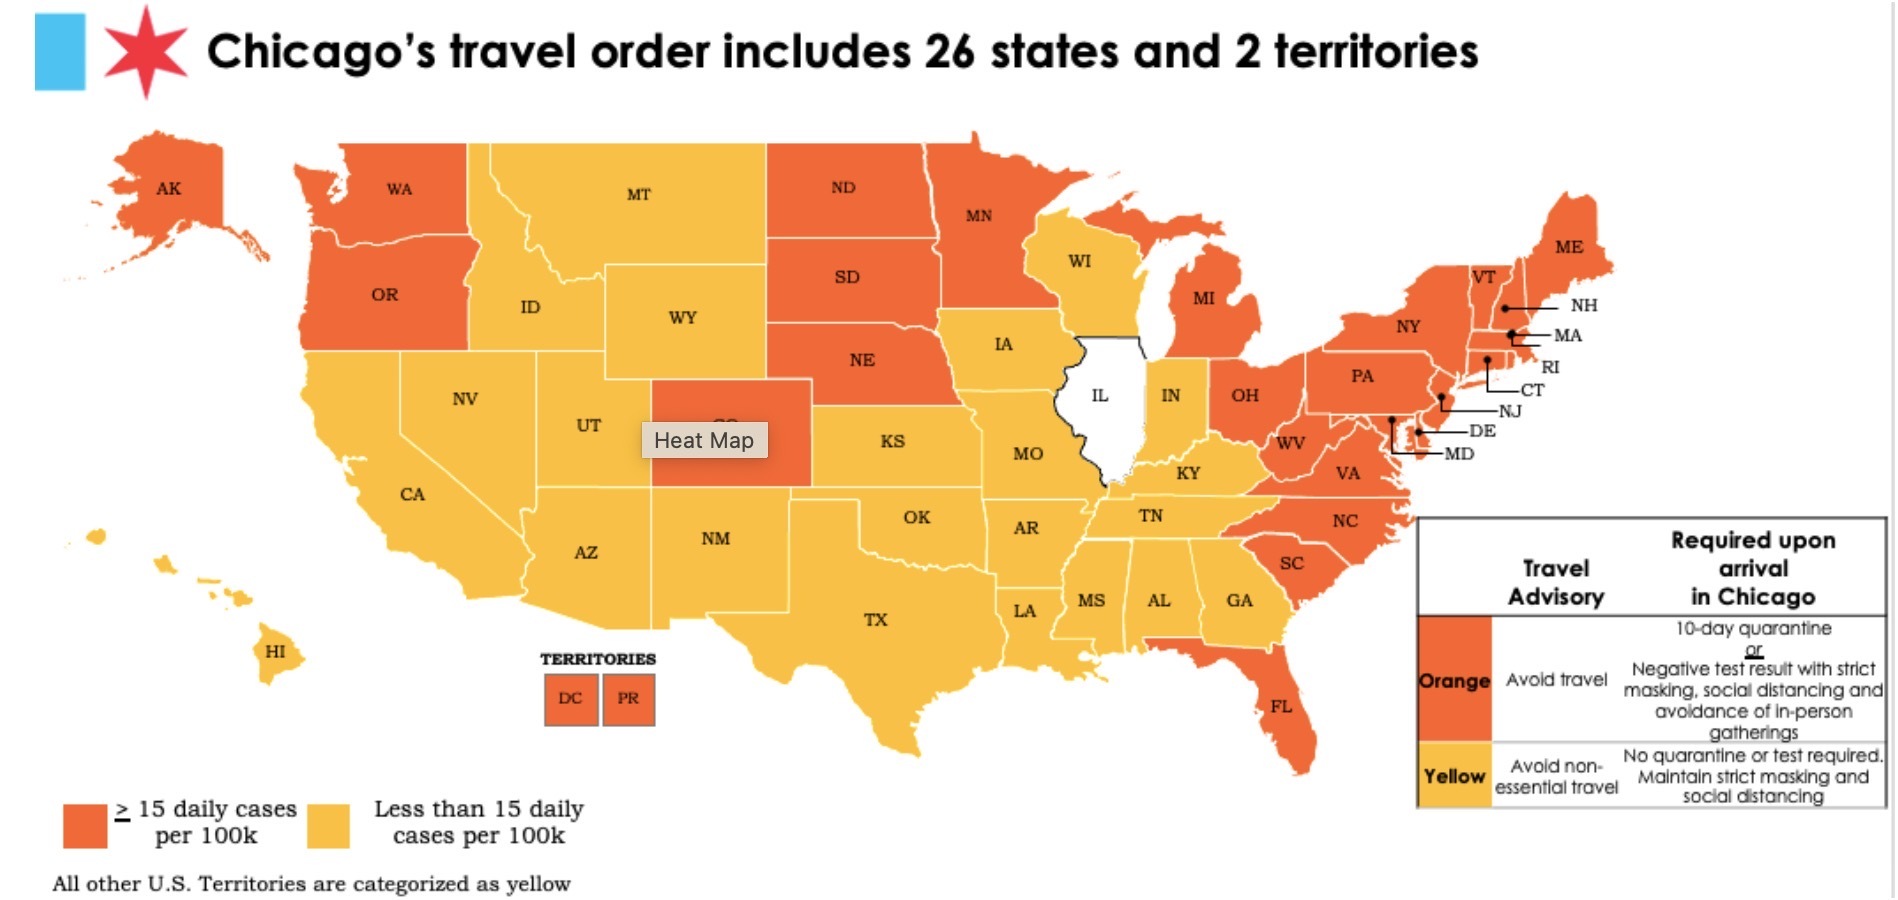 Chicago's travel order includes 26 states and 2 territories
AK
WA
MT
ND
MN
OR
ID
WY
SD
WI
MI
ME
VT
NH
NY
MA
RI
CT
NJ
DE
MD
NV
UT
NE
IA
IL
IN
OH
PA
Heat Map
KS
MO
KY
WV
VA
CA
AZ
NM
OK
AR
TN
NC
SC
TX
LA
MS
AL
GA
FL
HI
TERRITORIES
DC
PR
Travel
Advisory
Required upon
arrival
in Chicago
Orange
Avoid travel
10-day quarantine
or
Negative test result with strict
masking, social distancing and
avoidance of in-person
gatherings
Yellow
Avoid non-
essential travel
No quarantine or test required.
Maintain strict masking and
social distancing
≥ 15 daily cases
per 100k
Less than 15 daily
cases per 100k
All other U.S. Territories are categorized as yellow